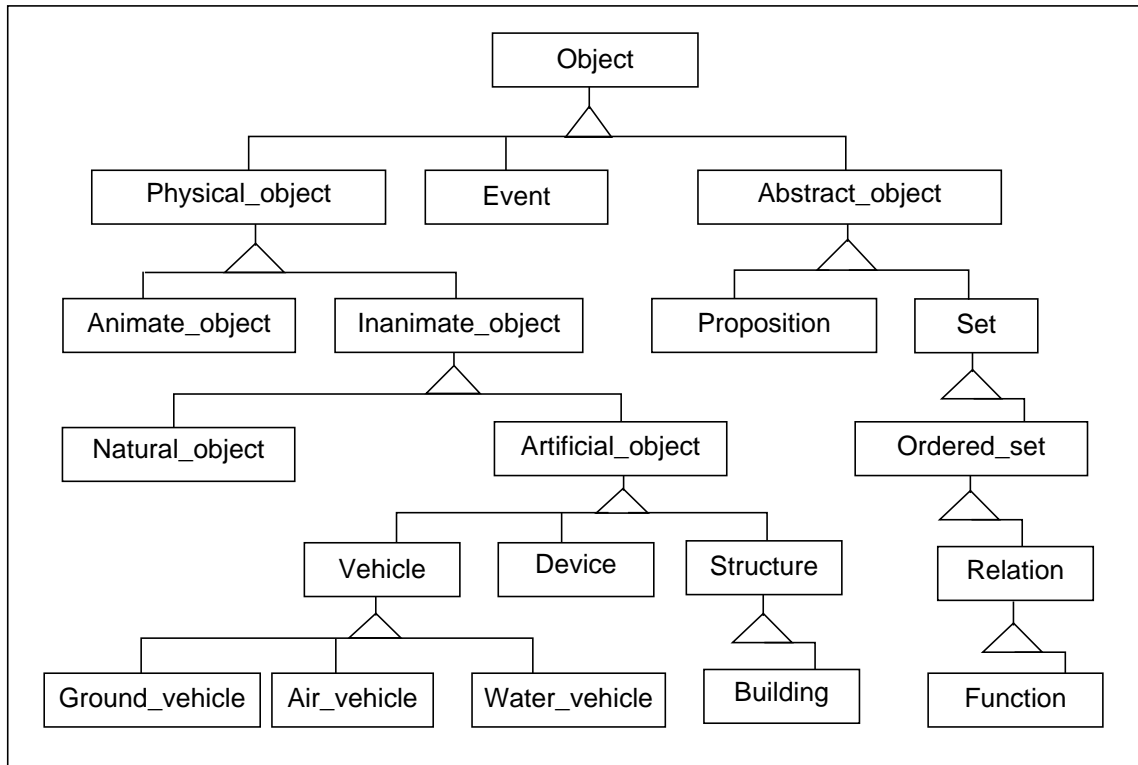 Object
Physical_object
Event
Abstract_object
Animate_object
Inanimate_object
Proposition
Set
Natural_object
Artificial_object
Ordered_set
Vehicle
Device
Structure
Relation
Ground_vehicle
Air_vehicle
Water_vehicle
Building
Function